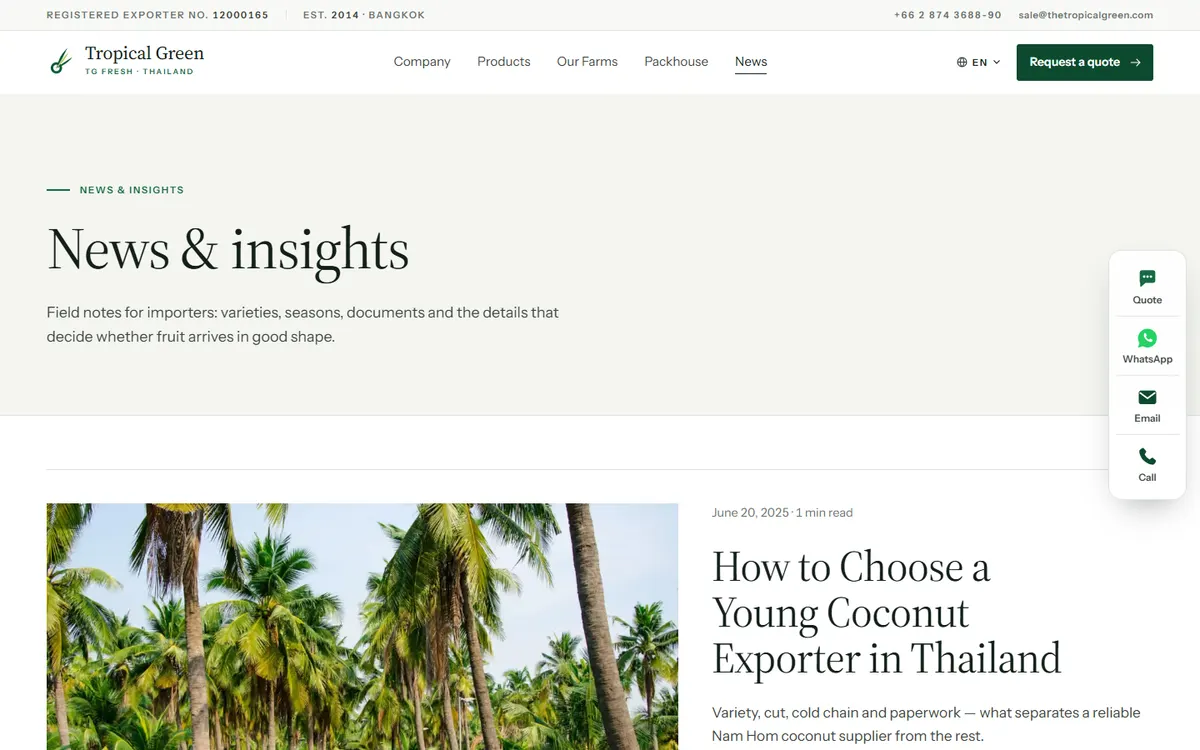 REGISTERED EXPORTER NO. 12000165
EST. 2014 · BANGKOK
+66 2 874 3688-90
sale@thetropicalgreen.com
Tropical Green
TG FRESH · THAILAND
Company
Products
Our Farms
Packhouse
News
EN
Request a quote →
NEWS & INSIGHTS
News & insights
Field notes for importers: varieties, seasons, documents and the details that
decide whether fruit arrives in good shape.
Quote
WhatsApp
Email
Call
June 20, 2025 · 1 min read
How to Choose a
Young Coconut
Exporter in Thailand
Variety, cut, cold chain and paperwork — what separates a reliable
Nam Hom coconut supplier from the rest.